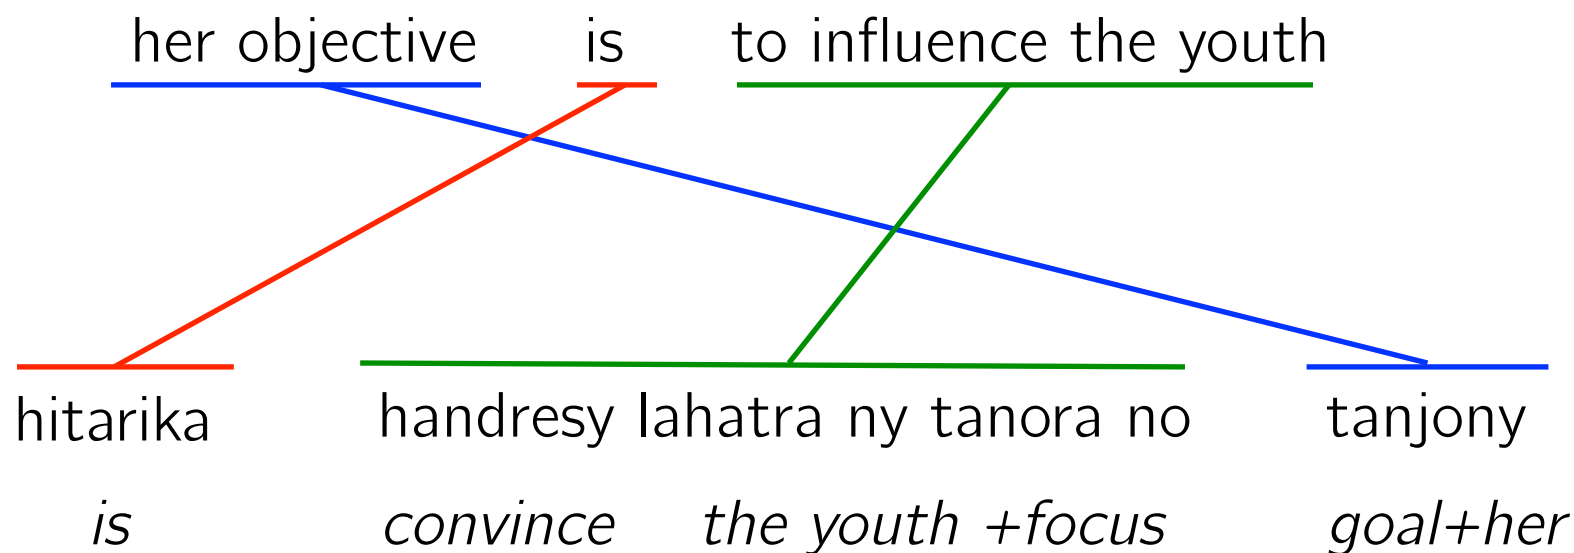 her objective is to influence the youth
hitarika handresy lahatra ny tanora no tanjony
is convince the youth +focus goal+her